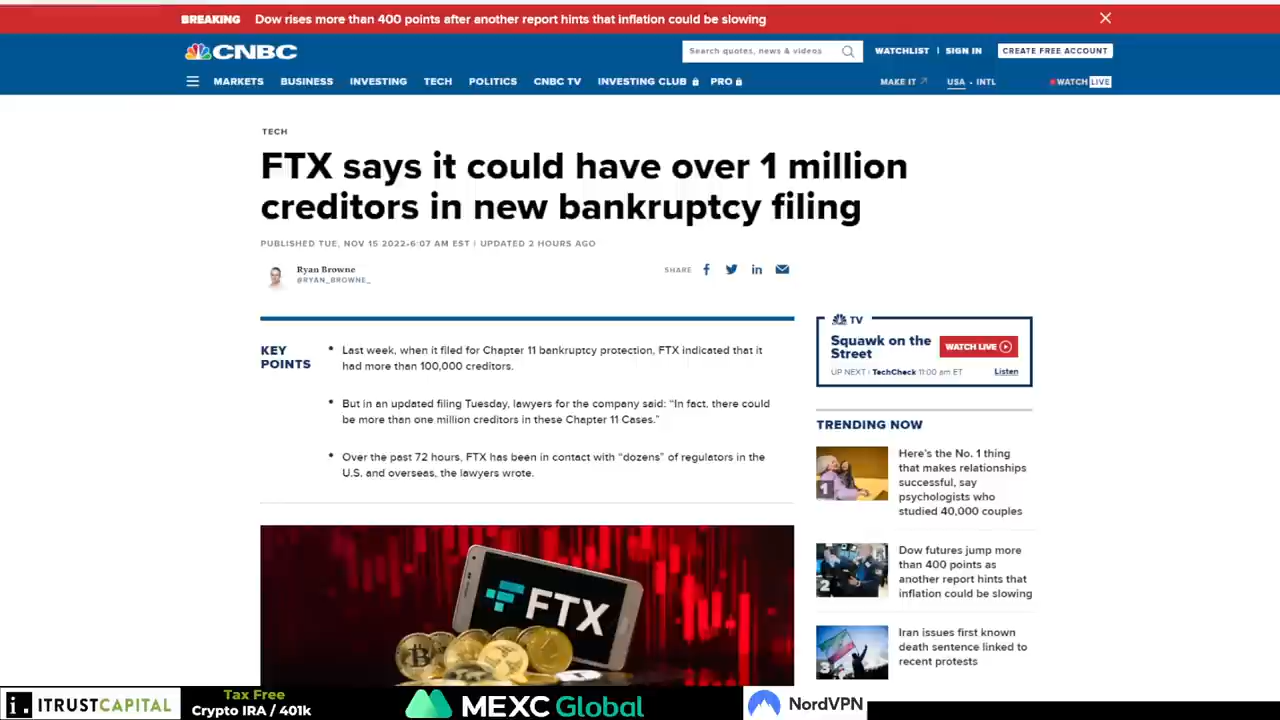 BREAKING Dow rises more than 400 points after another report hints that inflation could be slowing
CNBC
Search quotes, news & videos
WATCHLIST | SIGN IN
CREATE FREE ACCOUNT
MARKETS BUSINESS INVESTING TECH POLITICS CNBC TV INVESTING CLUB PRO
MAKE IT USA • INTL WATCH LIVE
TECH
FTX says it could have over 1 million
creditors in new bankruptcy filing
PUBLISHED TUE, NOV 15 2022•6:07 AM EST | UPDATED 2 HOURS AGO
Ryan Browne
@RYAN_BROWNE_
SHARE
KEY
POINTS
• Last week, when it filed for Chapter 11 bankruptcy protection, FTX indicated that it
had more than 100,000 creditors.
• But in an updated filing Tuesday, lawyers for the company said: “In fact, there could
be more than one million creditors in these Chapter 11 Cases.”
• Over the past 72 hours, FTX has been in contact with “dozens” of regulators in the
U.S. and overseas, the lawyers wrote.
FTX
TV
Squawk on the
Street
WATCH LIVE
UP NEXT | TechCheck 11:00 am ET
Listen
TRENDING NOW
1
Here's the No. 1 thing
that makes relationships
successful, say
psychologists who
studied 40,000 couples
2
Dow futures jump more
than 400 points as
another report hints that
inflation could be slowing
3
Iran issues first known
death sentence linked to
recent protests
i. ITRUSTCAPITAL
Tax Free
Crypto IRA / 401k
MEXC Global
NordVPN